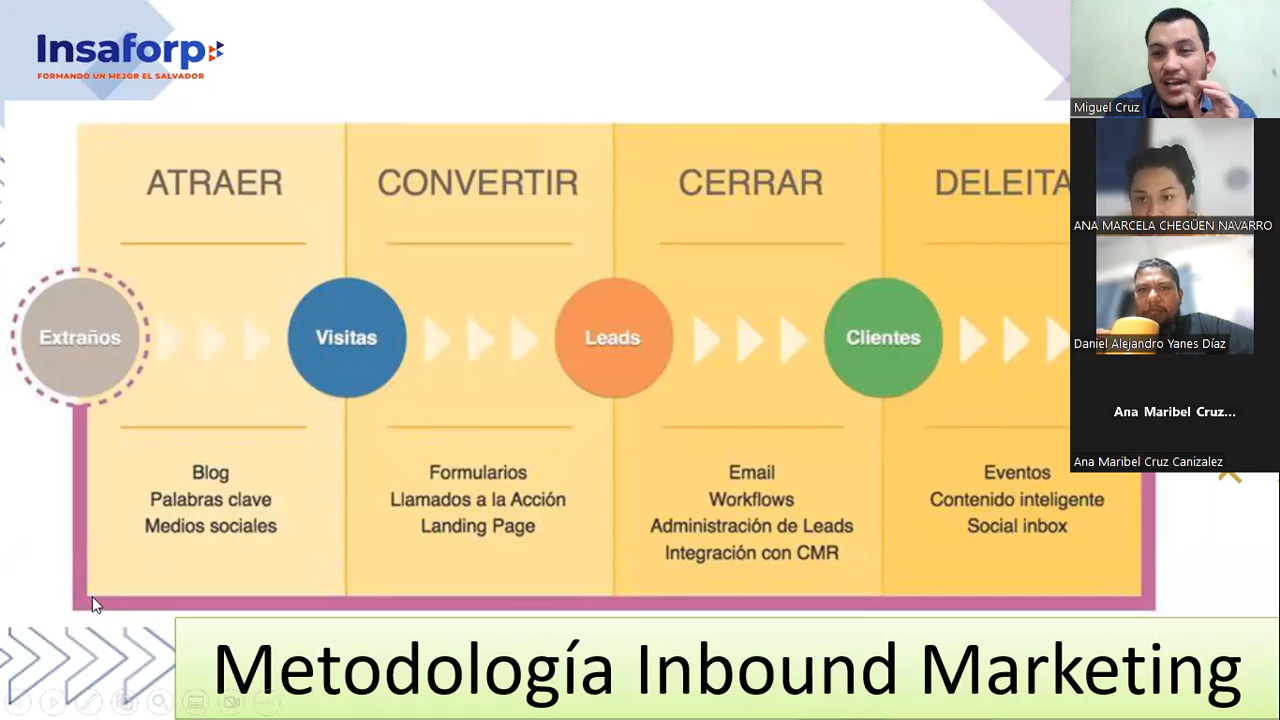 Insaforp
FORMANDO UN MEJOR EL SALVADOR
ATRAER
CONVERTIR
CERRAR
DELEITA
Extraños
Visitas
Leads
Clientes
Blog
Palabras clave
Medios sociales
Formularios
Llamados a la Acción
Landing Page
Email
Workflows
Administración de Leads
Integración con CMR
Eventos
Contenido inteligente
Social inbox
Metodología Inbound Marketing
Miguel Cruz
ANA MARCELA CHEGÜEN NAVARRO
Daniel Alejandro Yanes Díaz
Ana Maribel Cruz...
Ana Maribel Cruz Canizalez